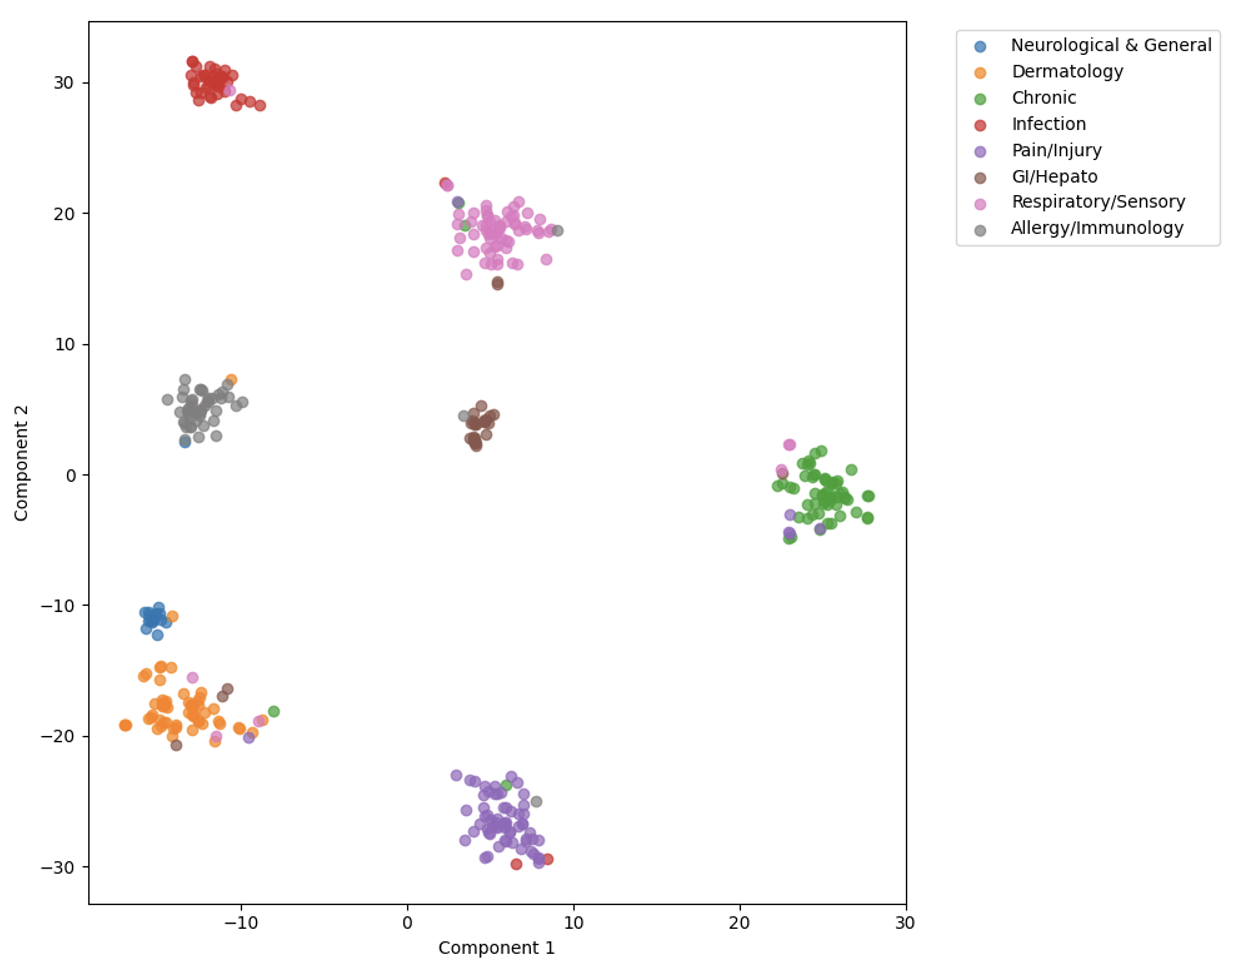 Neurological & General
Dermatology
Chronic
Infection
Pain/Injury
GI/Hepato
Respiratory/Sensory
Allergy/Immunology
Component 2
30
20
10
0
−10
−20
−30
−10
0
10
20
30
Component 1